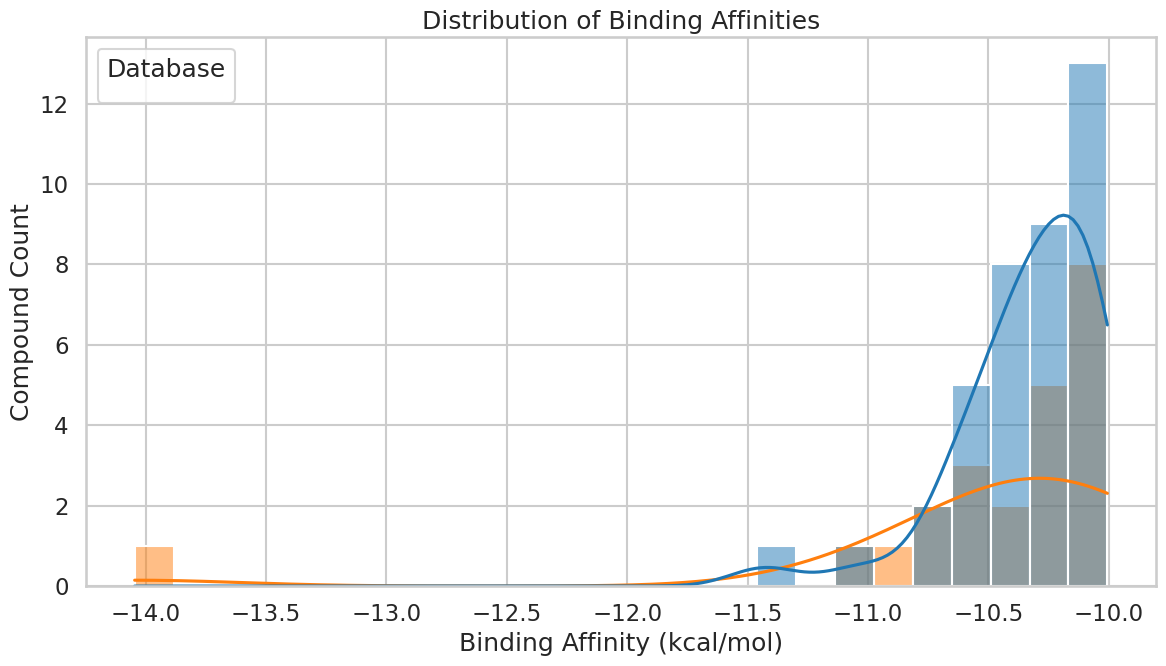 Distribution of Binding Affinities
Database
12
10
8
6
4
2
0
Compound Count
−14.0 −13.5 −13.0 −12.5 −12.0 −11.5 −11.0 −10.5 −10.0
Binding Affinity (kcal/mol)